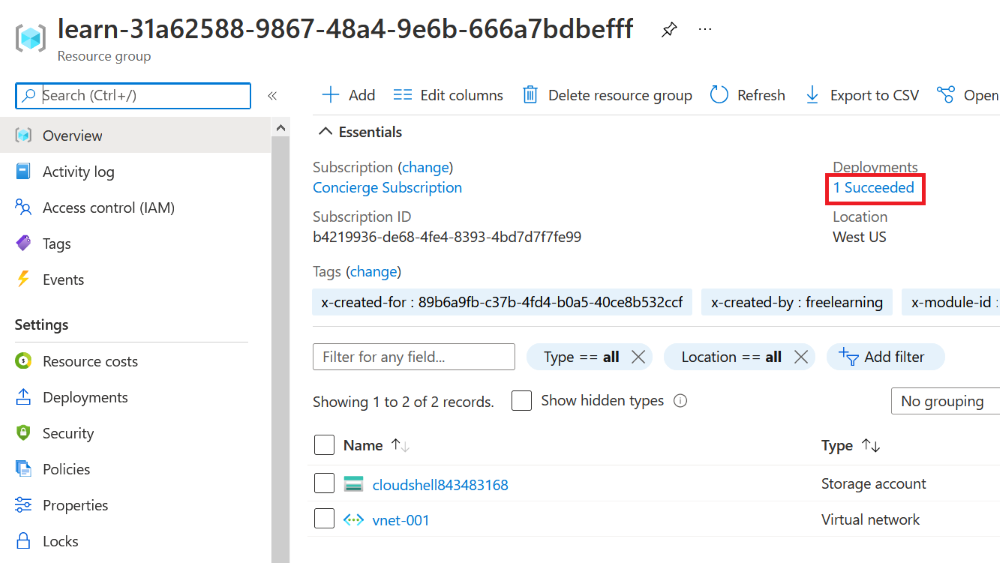 learn-31a62588-9867-48a4-9e6b-666a7bdbefff
Resource group
Search (Ctrl+/)
Overview
Activity log
Access control (IAM)
Tags
Events
Settings
Resource costs
Deployments
Security
Policies
Properties
Locks
Add Edit columns Delete resource group Refresh Export to CSV Open
Essentials
Subscription (change)
Concierge Subscription
Subscription ID
b4219936-de68-4fe4-8393-4bd7d7f7fe99
Deployments
1 Succeeded
Location
West US
Tags (change)
x-created-for : 89b6a9fb-c37b-4fd4-b0a5-40ce8b532ccf x-created-by : freelearning x-module-id :
Filter for any field... Type == all Location == all Add filter
Showing 1 to 2 of 2 records. Show hidden types No grouping
Name Type
cloudshell843483168 Storage account
vnet-001 Virtual network